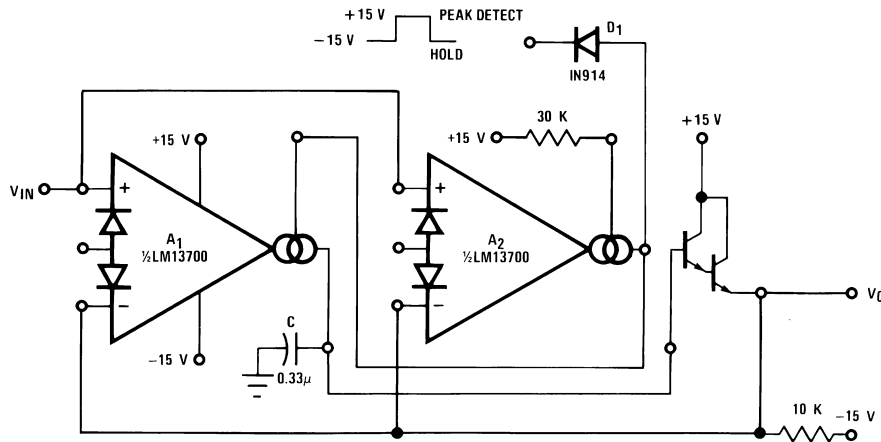 +15 V
PEAK DETECT
−15 V
HOLD
D1
IN914
30 K
+15 V
+15 V
+15 V
VIN
+
A1
½LM13700
−
−15 V
+
A2
½LM13700
−
C
0.33μ
VO
10 K
−15 V